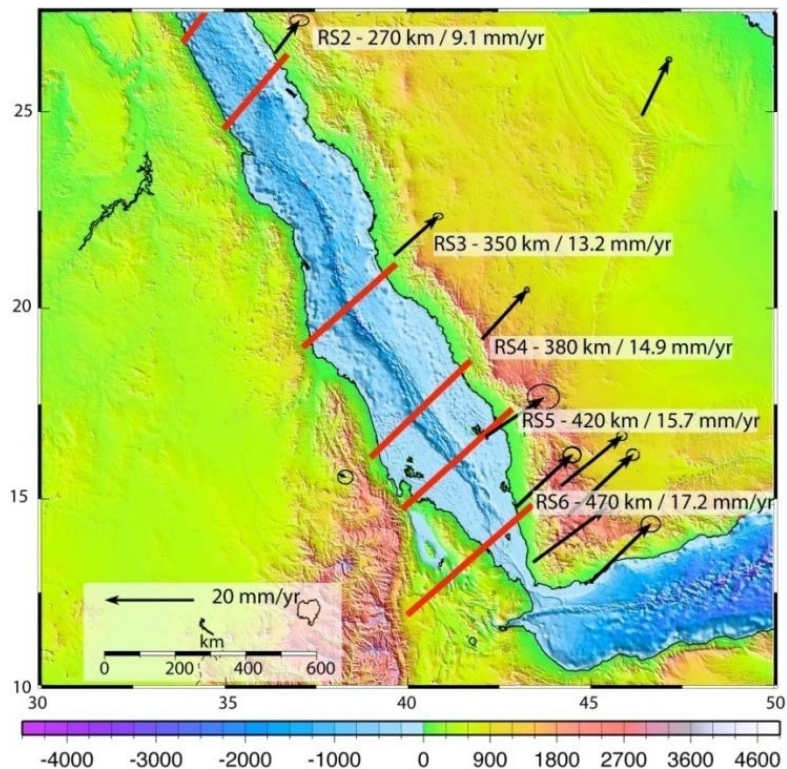 RS2 - 270 km / 9.1 mm/yr
25
RS3 - 350 km / 13.2 mm/yr
20
RS4 - 380 km / 14.9 mm/yr
RS5 - 420 km / 15.7 mm/yr
15
RS6 - 470 km / 17.2 mm/yr
20 mm/yr
km
0 200 400 600
10
30 35 40 45 50
-4000 -3000 -2000 -1000 0 900 1800 2700 3600 4600